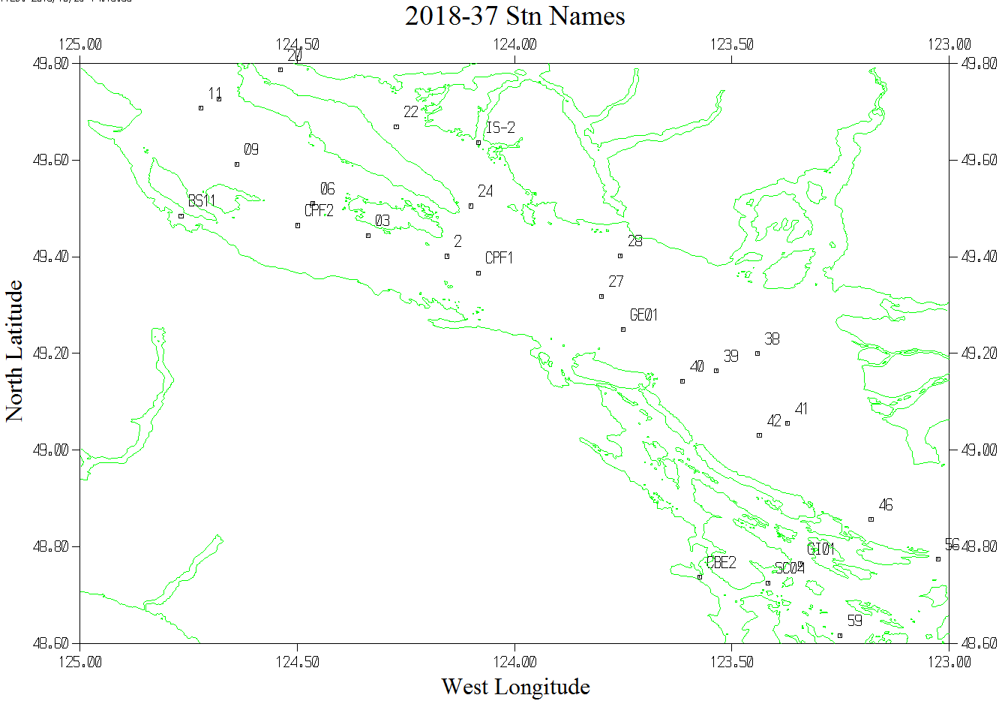 2018-37 Stn Names
125.00 124.50 124.00 123.50 123.00
49.80 49.80
20
11
22
IS-2
49.60 49.60
09
06
24
BS11
CPF2
03
2
28
49.40 49.40
CPF1
27
GE01
38
49.20 49.20
39
40
41
42
49.00 49.00
46
56
48.80 48.80
GI01
CBE2
SC04
59
48.60 48.60
125.00 124.50 124.00 123.50 123.00
West Longitude
North Latitude